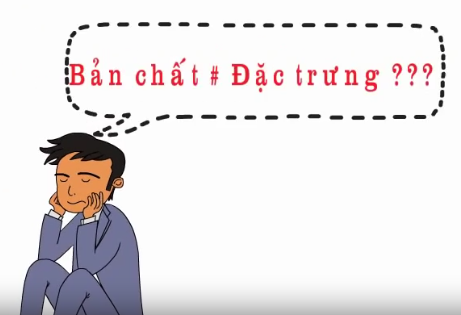 Bản chất # Đặc trưng ???